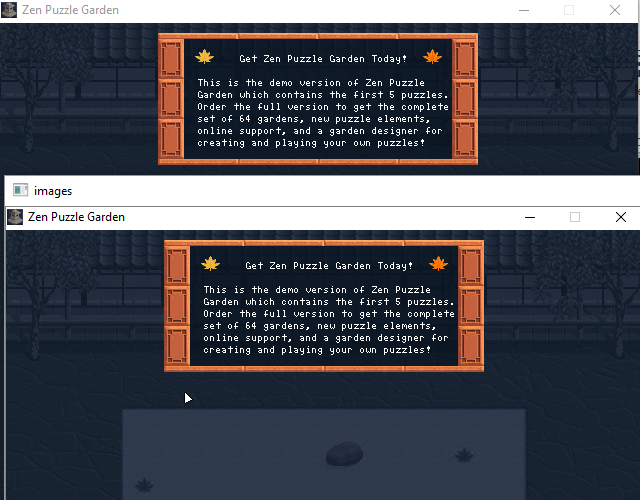 Zen Puzzle Garden
Get Zen Puzzle Garden Today!
This is the demo version of Zen Puzzle
Garden which contains the first 5 puzzles.
Order the full version to get the complete
set of 64 gardens, new puzzle elements,
online support, and a garden designer for
creating and playing your own puzzles!
images
Zen Puzzle Garden
Get Zen Puzzle Garden Today!
This is the demo version of Zen Puzzle
Garden which contains the first 5 puzzles.
Order the full version to get the complete
set of 64 gardens, new puzzle elements,
online support, and a garden designer for
creating and playing your own puzzles!